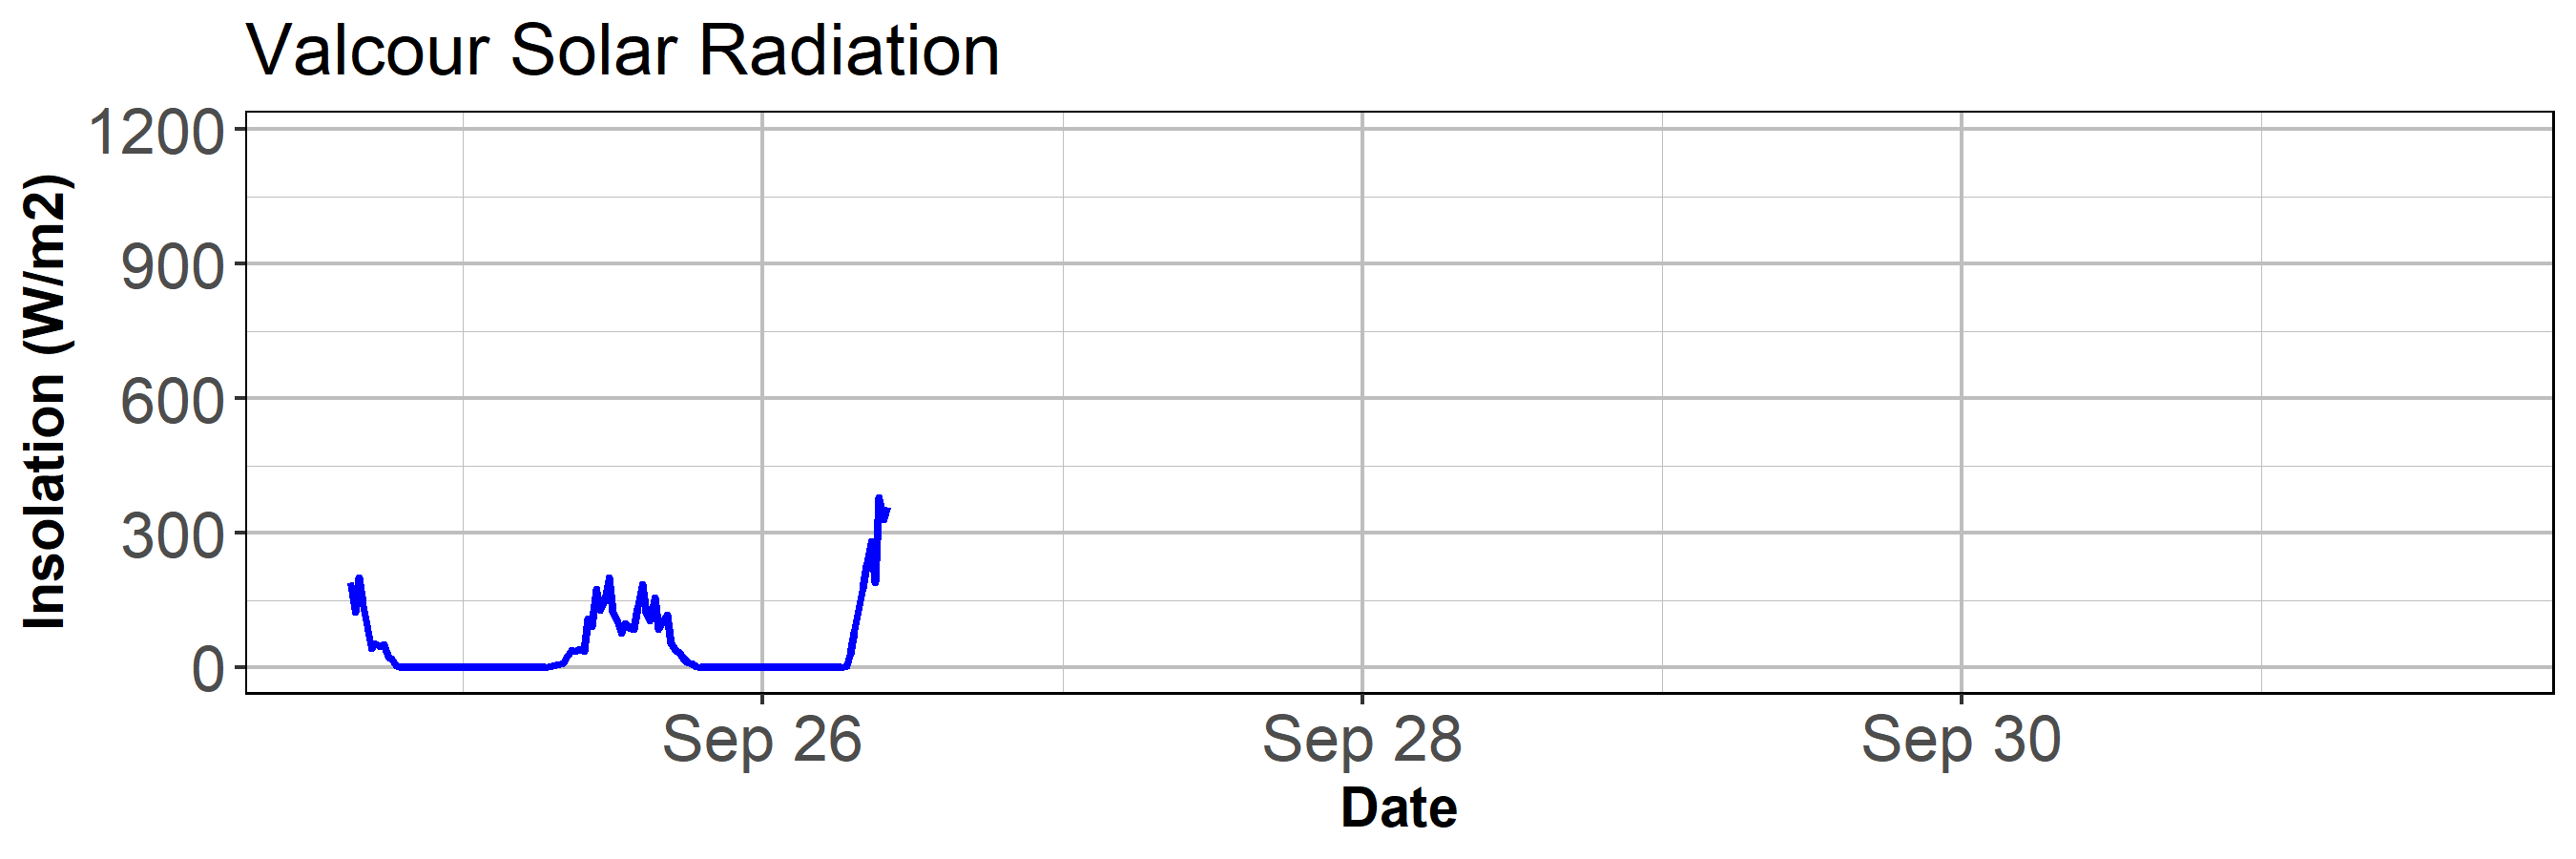 Valcour Solar Radiation
1200
900
600
300
0
Insolation (W/m2)
Sep 26 Sep 28 Sep 30
Date